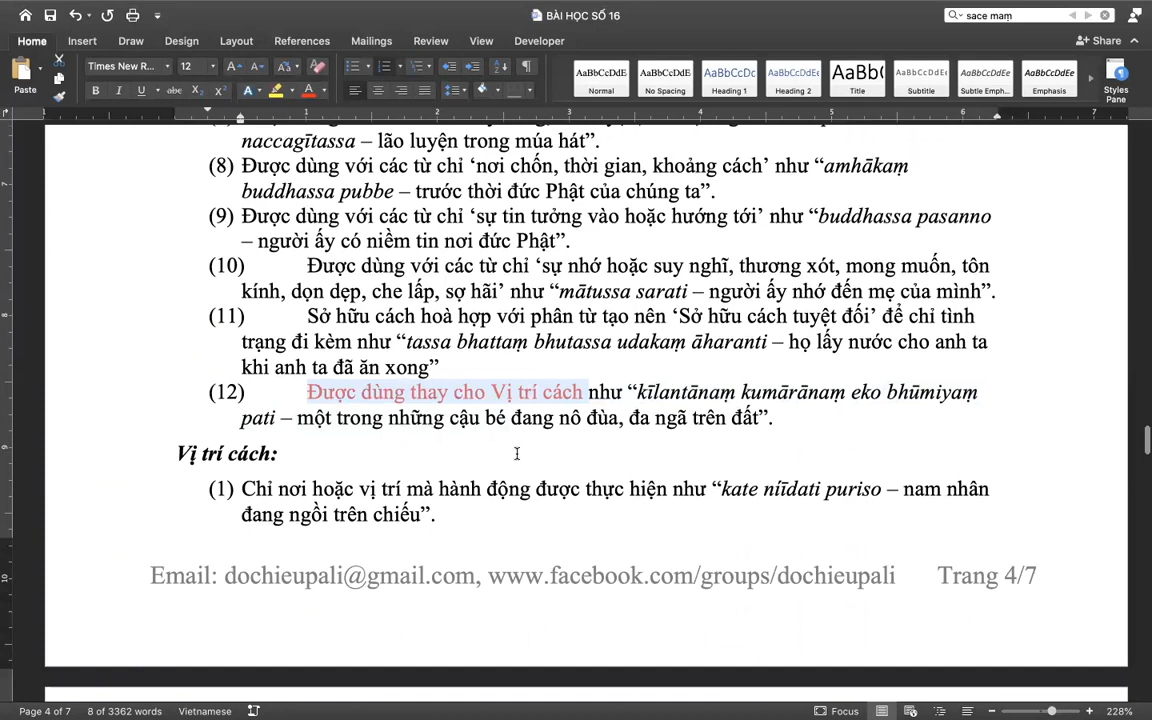 BÀI HỌC SỐ 16
sace maṃ
Home Insert Draw Design Layout References Mailings Review View Developer
Share
Paste
Times New R... 12
AaBbCcDdE AaBbCcDdE AaBbCcDc AaBbCcDdE AaBb( AaBbCcDdE AaBbCcDdEe AaBbCcDdEe
Normal No Spacing Heading 1 Heading 2 Title Subtitle Subtle Emph... Emphasis
Styles Pane
naccagītassa – lão luyện trong múa hát”.
(8) Được dùng với các từ chỉ ‘nơi chốn, thời gian, khoảng cách’ như “amhākaṃ
buddhassa pubbe – trước thời đức Phật của chúng ta”.
(9) Được dùng với các từ chỉ ‘sự tin tưởng vào hoặc hướng tới’ như “buddhassa pasanno
– người ấy có niềm tin nơi đức Phật”.
(10) Được dùng với các từ chỉ ‘sự nhớ hoặc suy nghĩ, thương xót, mong muốn, tôn
kính, dọn dẹp, che lấp, sợ hãi’ như “mātussa sarati – người ấy nhớ đến mẹ của mình”.
(11) Sở hữu cách hoà hợp với phân từ tạo nên ‘Sở hữu cách tuyệt đối’ để chỉ tình
trạng đi kèm như “tassa bhattaṃ bhutassa udakaṃ āharanti – họ lấy nước cho anh ta
khi anh ta đã ăn xong”
(12) Được dùng thay cho Vị trí cách như “kīlantānaṃ kumārānaṃ eko bhūmiyaṃ
pati – một trong những cậu bé đang nô đùa, đa ngã trên đất”.
Vị trí cách:
(1) Chỉ nơi hoặc vị trí mà hành động được thực hiện như “kate niīdati puriso – nam nhân
đang ngồi trên chiếu”.
Email: dochieupali@gmail.com, www.facebook.com/groups/dochieupali Trang 4/7
Page 4 of 7 8 of 3362 words Vietnamese Focus 228%